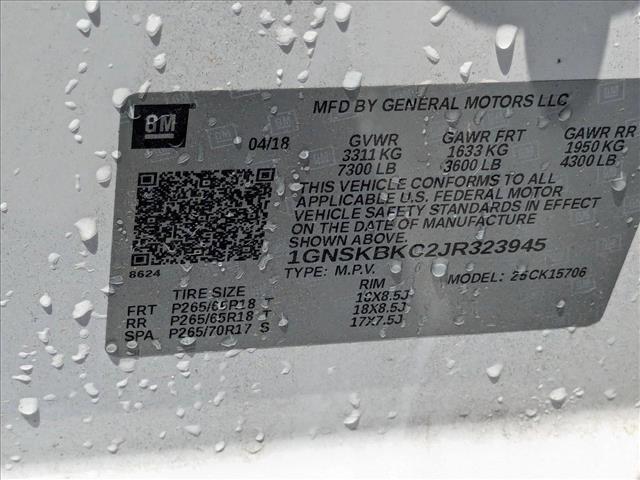 GM
MFD BY GENERAL MOTORS LLC
04/18 GVWR GAWR FRT GAWR RR
3311 KG 1633 KG 1950 KG
7300 LB 3600 LB 4300 LB
THIS VEHICLE CONFORMS TO ALL
APPLICABLE U.S. FEDERAL MOTOR
VEHICLE SAFETY STANDARDS IN EFFECT
ON THE DATE OF MANUFACTURE
SHOWN ABOVE.
8624 1GNSKBKC2JR323945
TYPE: M.P.V. MODEL: CK15706
TIRE SIZE RIM
FRT P265/65R18 T 18X8.5J
RR P265/65R18 T 18X8.5J
SPA P265/70R17 S 17X7.5J